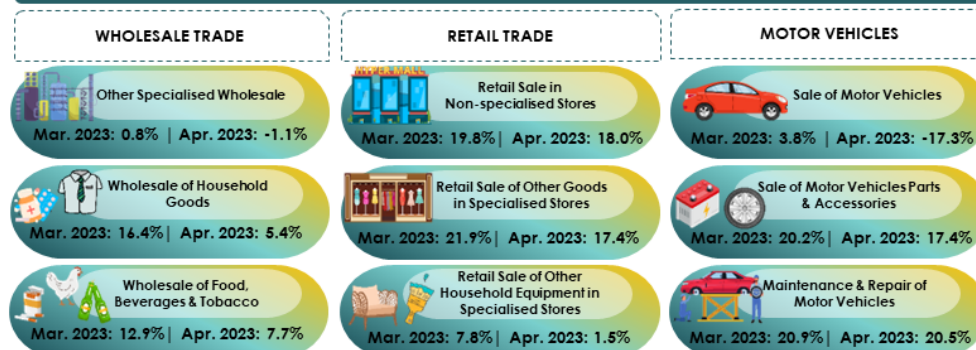 WHOLESALE TRADE
Other Specialised Wholesale
Mar. 2023: 0.8% | Apr. 2023: -1.1%
Wholesale of Household
Goods
Mar. 2023: 16.4% | Apr. 2023: 5.4%
Wholesale of Food,
Beverages & Tobacco
Mar. 2023: 12.9% | Apr. 2023: 7.7%
RETAIL TRADE
HYPER MALL
Retail Sale in
Non-specialised Stores
Mar. 2023: 19.8% | Apr. 2023: 18.0%
Retail Sale of Other Goods
in Specialised Stores
Mar. 2023: 21.9% | Apr. 2023: 17.4%
Retail Sale of Other
Household Equipment in
Specialised Stores
Mar. 2023: 7.8% | Apr. 2023: 1.5%
MOTOR VEHICLES
Sale of Motor Vehicles
Mar. 2023: 3.8% | Apr. 2023: -17.3%
Sale of Motor Vehicles Parts
& Accessories
Mar. 2023: 20.2% | Apr. 2023: 17.4%
Maintenance & Repair of
Motor Vehicles
Mar. 2023: 20.9% | Apr. 2023: 20.5%